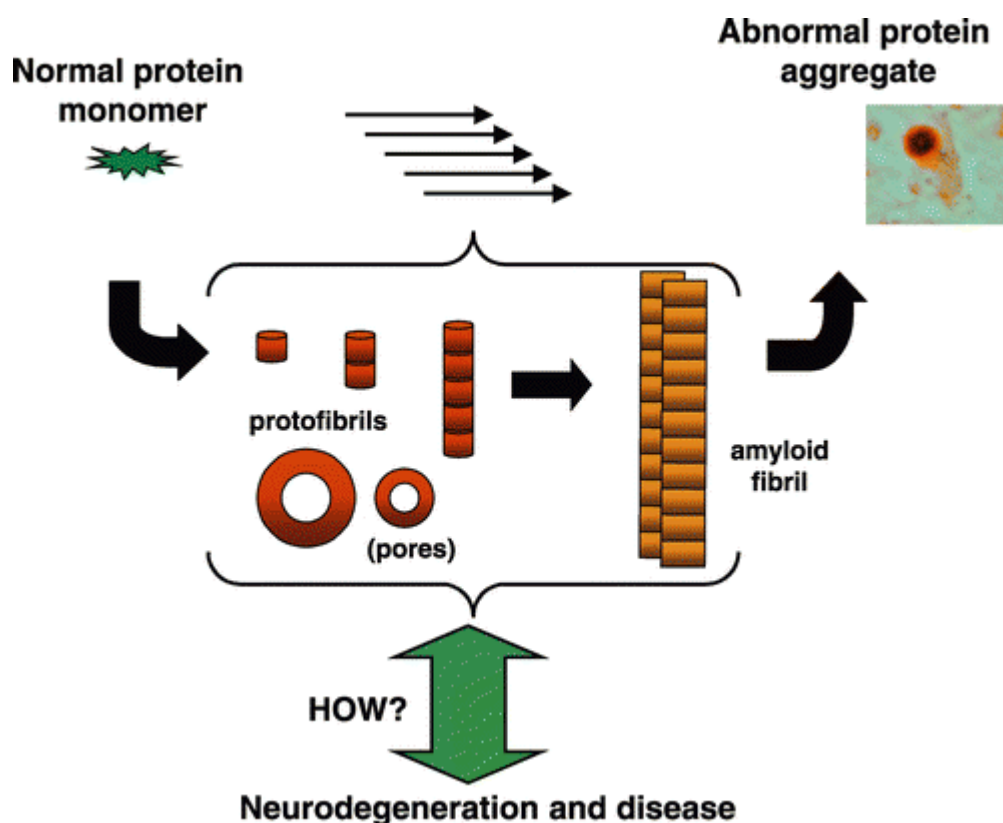 Normal protein
monomer
Abnormal protein
aggregate
protofibrils
(pores)
amyloid
fibril
HOW?
Neurodegeneration and disease